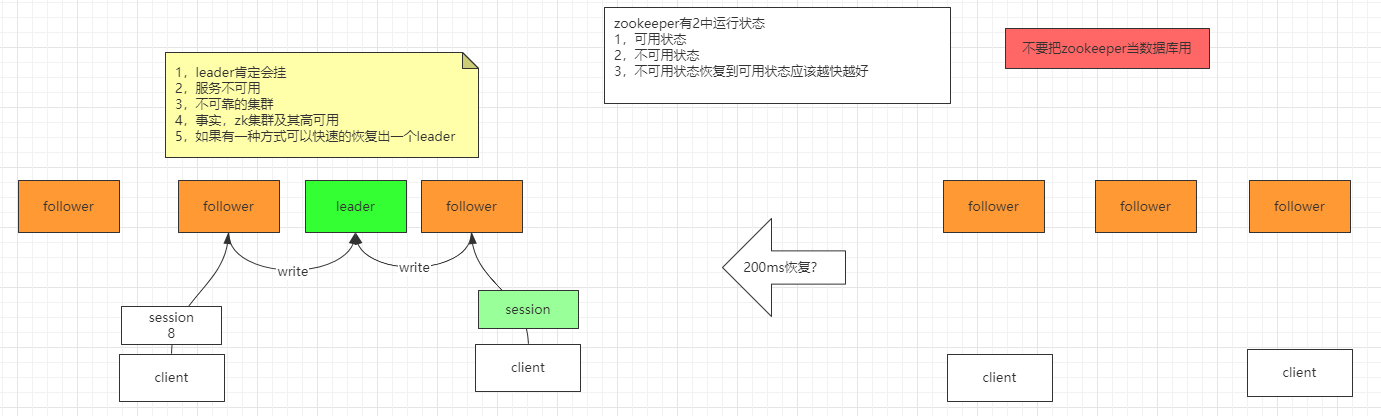 zookeeper有2中运行状态
1，可用状态
2，不可用状态
3，不可用状态恢复到可用状态应该越快越好
不要把zookeeper当数据库用
1，leader肯定会挂
2，服务不可用
3，不可靠的集群
4，事实，zk集群及其高可用
5，如果有一种方式可以快速的恢复出一个leader
follower
follower
leader
follower
follower
follower
follower
write
write
200ms恢复?
session
8
session
client
client
client
client